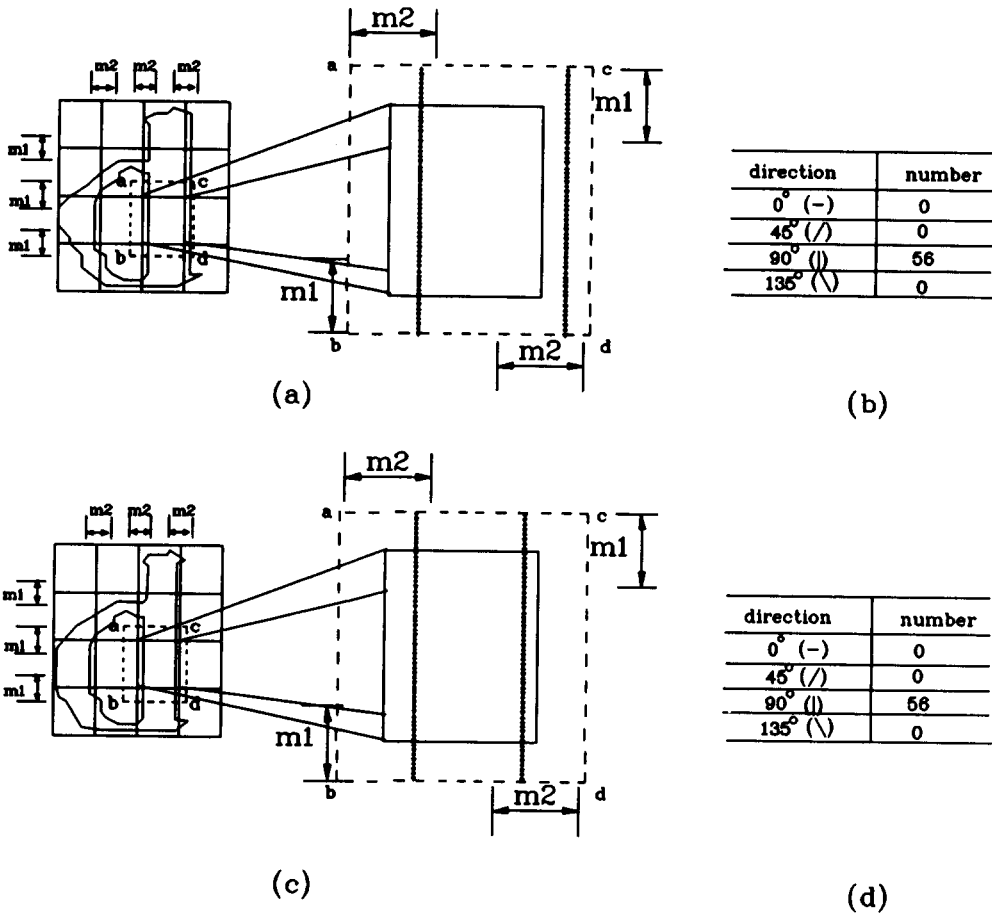 m2
m2 m2 m2
a
c
m1
m1
a c
m1
m1
b d
m1
b
m2
d
(a)
direction number
0° (-) 0
45° (/) 0
90° (|) 56
135° (\) 0
(b)
m2
m2 m2 m2
a
c
m1
m1
a c
m1
m1
b d
m1
b
m2
d
(c)
direction number
0° (-) 0
45° (/) 0
90° (|) 56
135° (\) 0
(d)